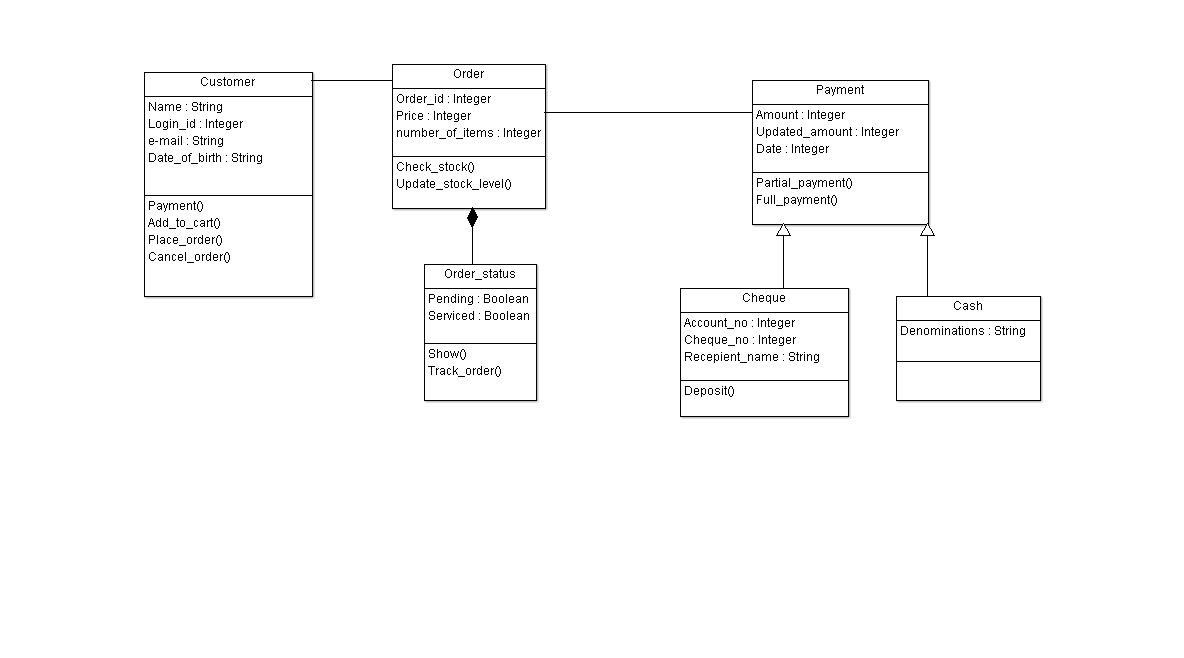 Customer
Name : String
Login_id : Integer
e-mail : String
Date_of_birth : String
Payment()
Add_to_cart()
Place_order()
Cancel_order()
Order
Order_id : Integer
Price : Integer
number_of_items : Integer
Check_stock()
Update_stock_level()
Payment
Amount : Integer
Updated_amount : Integer
Date : Integer
Partial_payment()
Full_payment()
Order_status
Pending : Boolean
Serviced : Boolean
Show()
Track_order()
Cheque
Account_no : Integer
Cheque_no : Integer
Recepient_name : String
Deposit()
Cash
Denominations : String